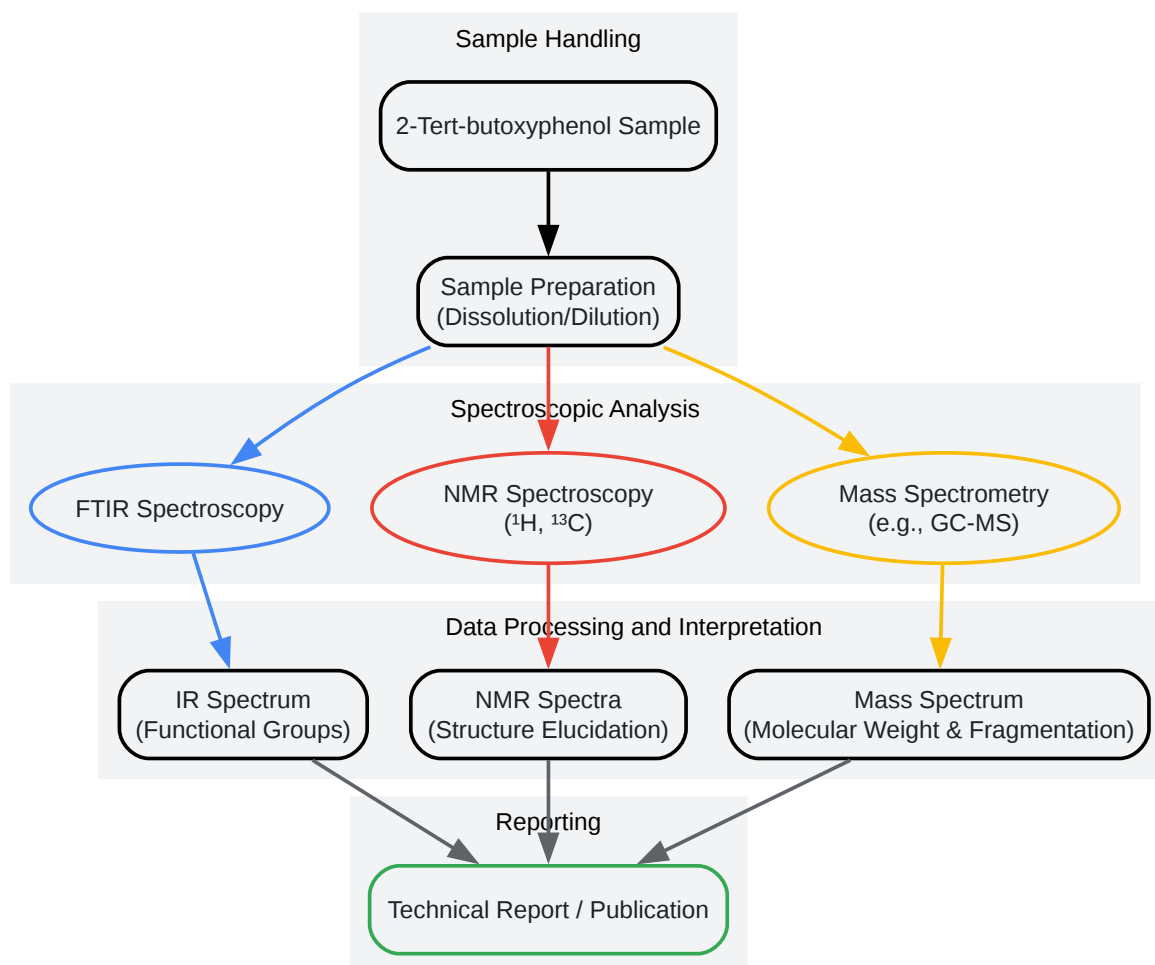 Sample Handling
2-Tert-butoxyphenol Sample
Sample Preparation
(Dissolution/Dilution)
Spectroscopic Analysis
FTIR Spectroscopy
NMR Spectroscopy
(¹H, ¹³C)
Mass Spectrometry
(e.g., GC-MS)
Data Processing and Interpretation
IR Spectrum
(Functional Groups)
NMR Spectra
(Structure Elucidation)
Mass Spectrum
(Molecular Weight & Fragmentation)
Reporting
Technical Report / Publication